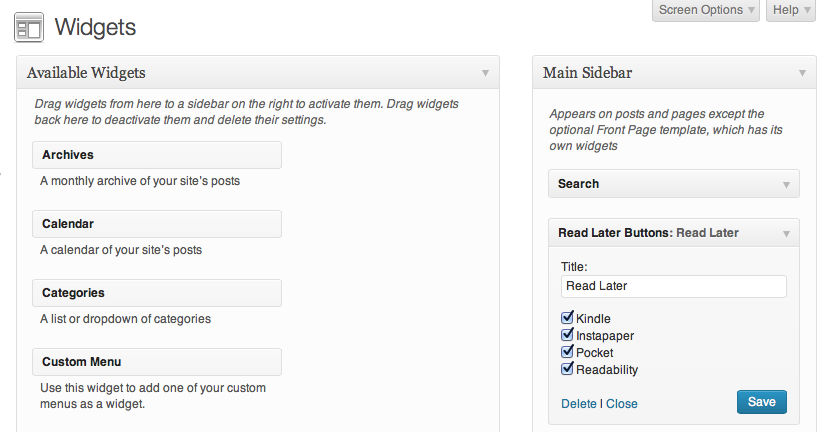 Screen Options
Help
Widgets
Available Widgets
Drag widgets from here to a sidebar on the right to activate them. Drag widgets
back here to deactivate them and delete their settings.
Archives
A monthly archive of your site's posts
Calendar
A calendar of your site's posts
Categories
A list or dropdown of categories
Custom Menu
Use this widget to add one of your custom
menus as a widget.
Main Sidebar
Appears on posts and pages except the
optional Front Page template, which has its
own widgets
Search
Read Later Buttons: Read Later
Title:
Read Later
Kindle
Instapaper
Pocket
Readability
Delete | Close
Save